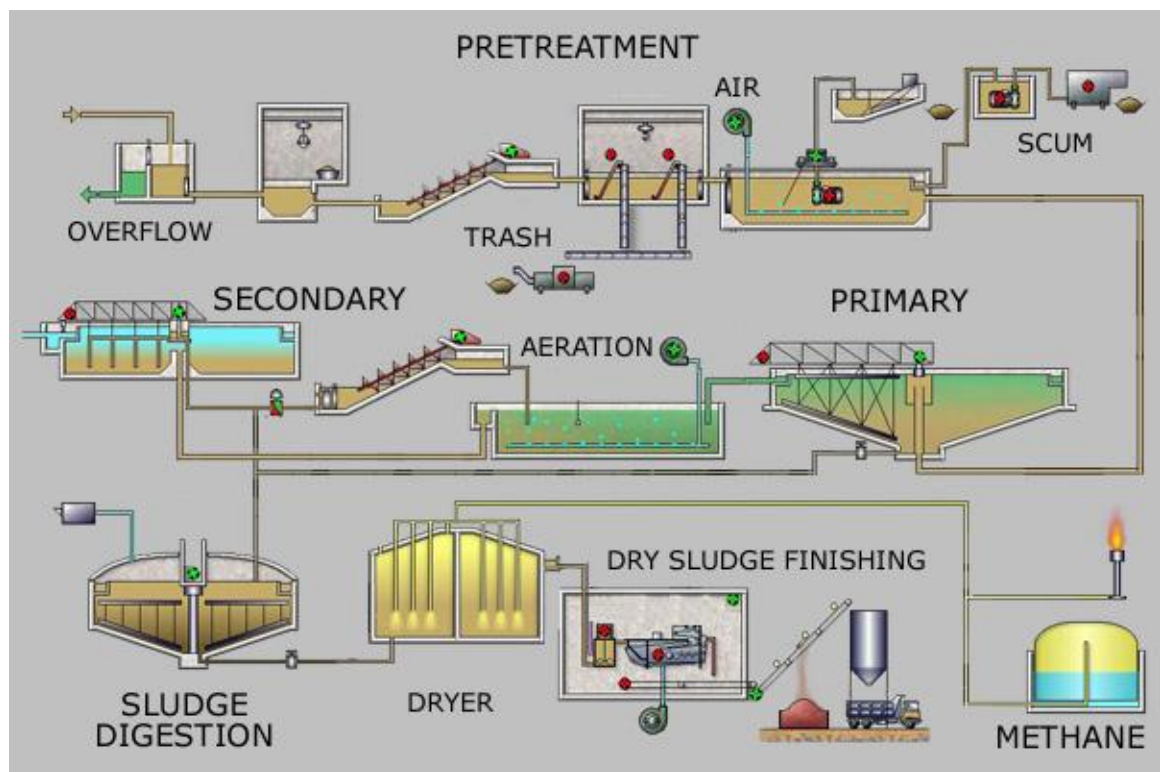 PRETREATMENT
AIR
SCUM
OVERFLOW
TRASH
SECONDARY
PRIMARY
AERATION
DRY SLUDGE FINISHING
SLUDGE
DIGESTION
DRYER
METHANE